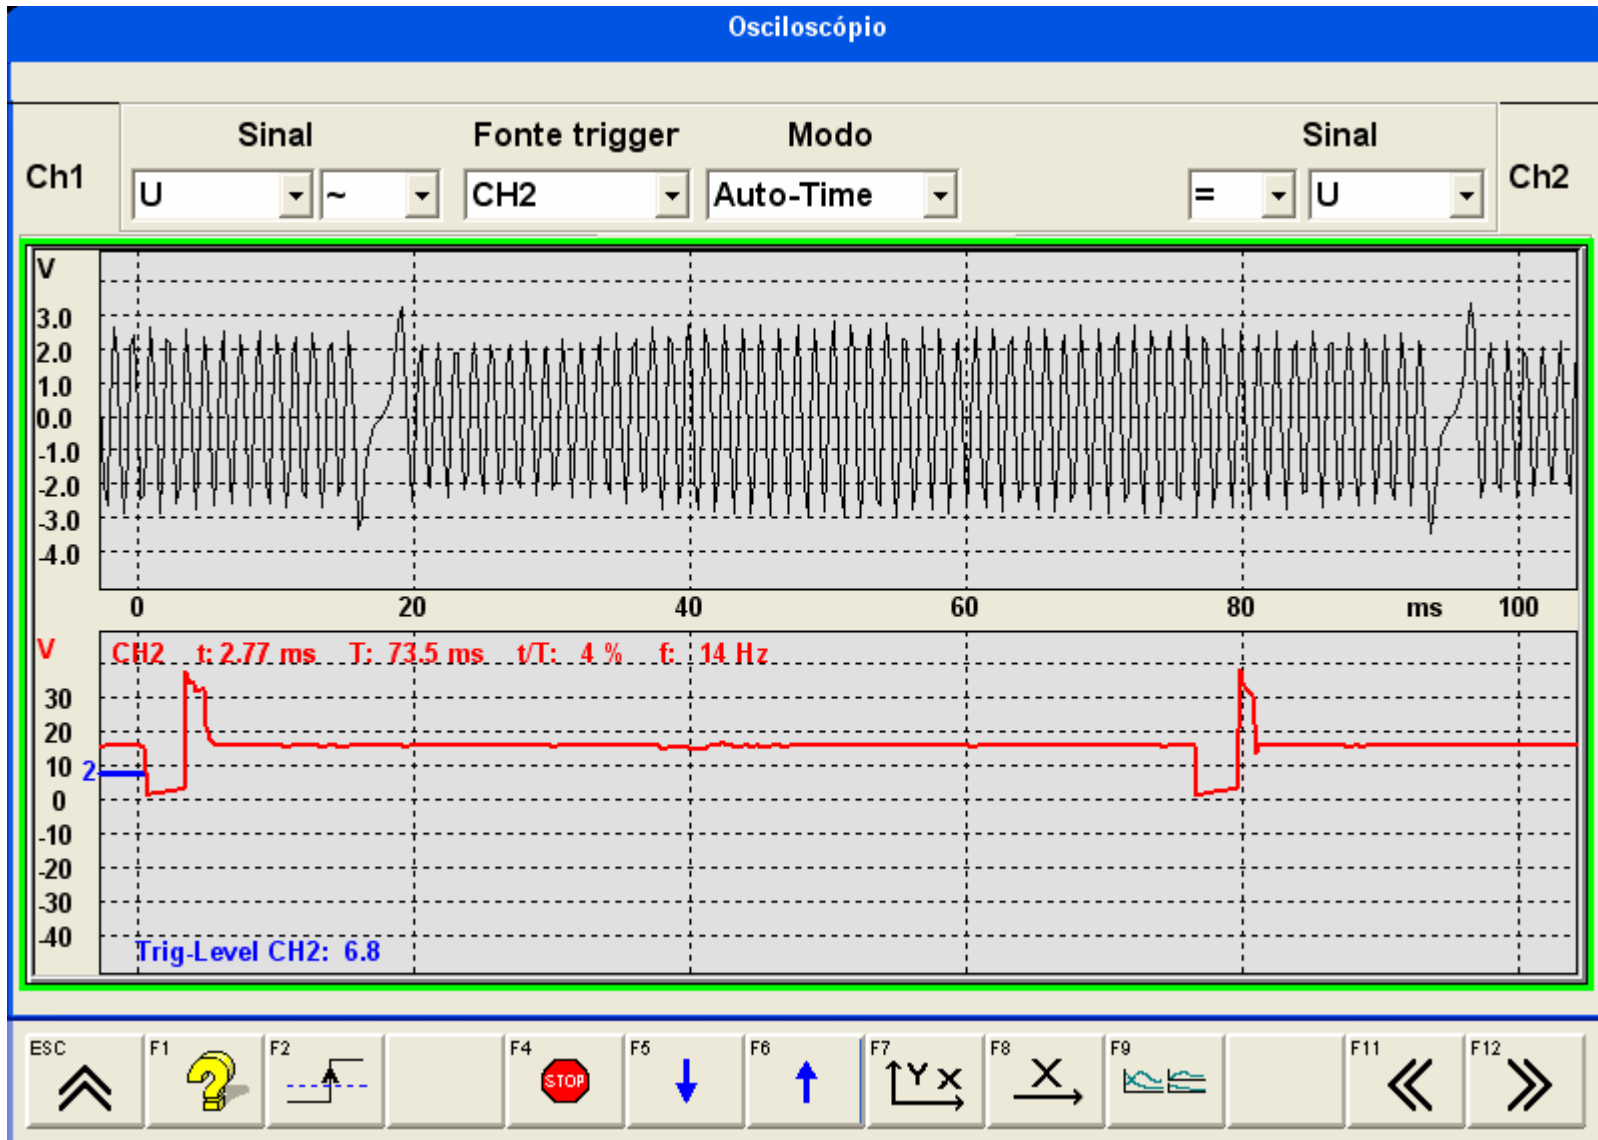 Osciloscópio
Sinal Fonte trigger Modo Sinal
Ch1 U ~ CH2 Auto-Time = U Ch2
V
3.0
2.0
1.0
0.0
-1.0
-2.0
-3.0
-4.0
0 20 40 60 80 ms 100
V CH2 t: 2.77 ms T: 73.5 ms t/T: 4 % f: 14 Hz
30
20
10 2
0
-10
-20
-30
-40 Trig-Level CH2: 6.8
ESC F1 F2 F4 F5 F6 F7 F8 F9 F11 F12
? STOP Y X X